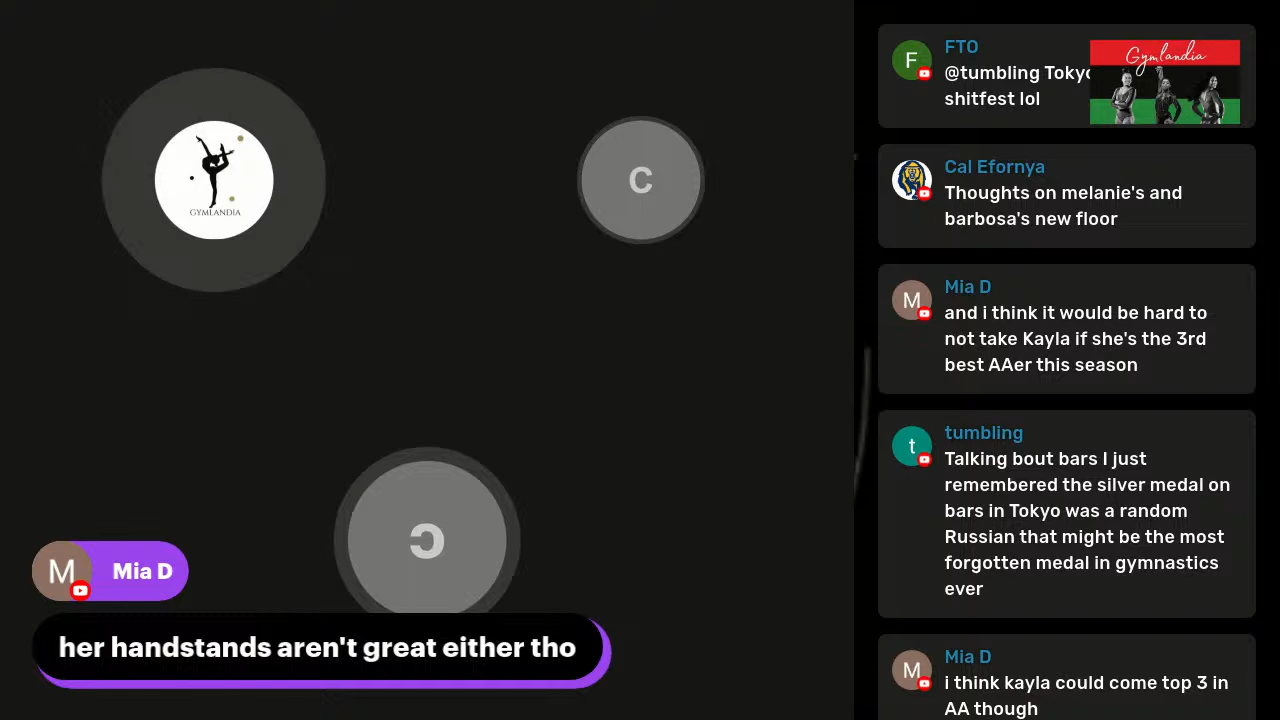 GYMLANDIA
C
C
Mia D
M
her handstands aren't great either tho
F
FTO
@tumbling Tokyo
shitfest lol
Gymlandia
Cal Efornya
Thoughts on melanie's and
barbosa's new floor
M
Mia D
and i think it would be hard to
not take Kayla if she's the 3rd
best AAer this season
t
tumbling
Talking bout bars I just
remembered the silver medal on
bars in Tokyo was a random
Russian that might be the most
forgotten medal in gymnastics
ever
M
Mia D
i think kayla could come top 3 in
AA though